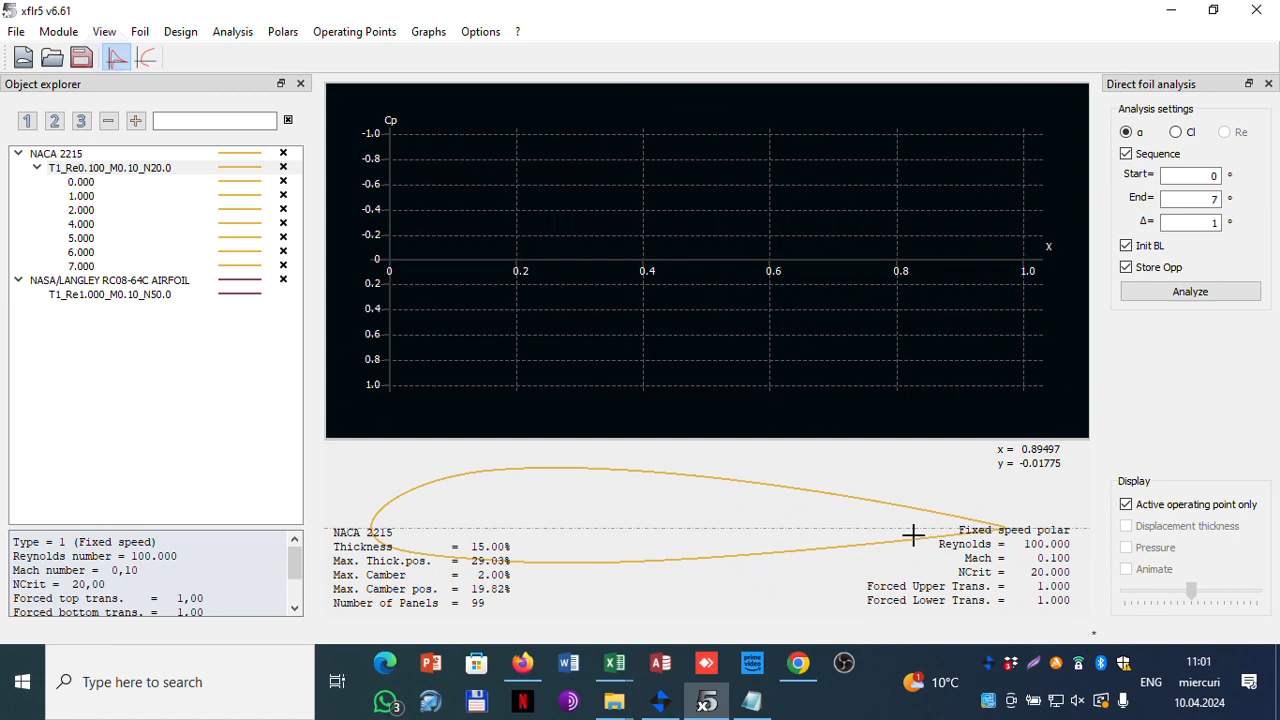 xflr5 v6.61
File Module View Foil Design Analysis Polars Operating Points Graphs Options ?
Object explorer
1 2 3
NACA 2215
T1_Re0.100_M0.10_N20.0
0.000
1.000
2.000
4.000
5.000
6.000
7.000
NASA/LANGLEY RC08-64C AIRFOIL
T1_Re1.000_M0.10_N50.0
Type = 1 (Fixed speed)
Reynolds number = 100.000
Mach number = 0,10
NCrit = 20,00
Forced top trans. = 1,00
Forced bottom trans. = 1.00
Cp
-1.0
-0.8
-0.6
-0.4
-0.2
0
0.2
0.4
0.6
0.8
1.0
0 0.2 0.4 0.6 0.8 1.0
X
x = 0.89497
y = -0.01775
NACA 2215
Thickness = 15.00%
Max. Thick.pos. = 29.03%
Max. Camber = 2.00%
Max. Camber pos. = 19.82%
Number of Panels = 99
Fixed speed polar
Reynolds = 100.000
Mach = 0.100
NCrit = 20.000
Forced Upper Trans. = 1.000
Forced Lower Trans. = 1.000
Direct foil analysis
Analysis settings
α Cl Re
Sequence
Start= 0 °
End= 7 °
Δ= 1 °
Init BL
Store Opp
Analyze
Display
Active operating point only
Displacement thickness
Pressure
Animate
*
Type here to search
3
1
10°C
ENG
11:01
miercuri
10.04.2024